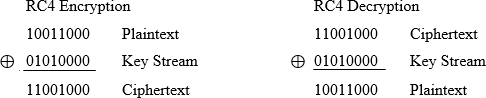 RC4 Encryption RC4 Decryption
10011000 Plaintext 11001000 Ciphertext
⊕ 01010000 Key Stream ⊕ 01010000 Key Stream
11001000 Ciphertext 10011000 Plaintext